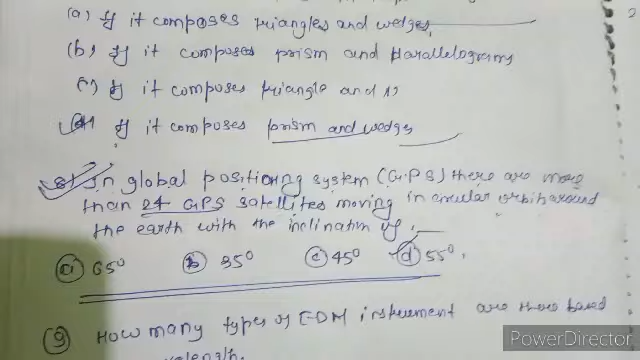 (a) If it composes triangles and wedges
(b) If it composes prism and Parallelograms
(c) If it composes triangle and
If it composes prism and wedges
8) In global positioning system (GPS) there are more
than 24 GPS satellites moving in circular orbit around
the earth with the inclination of.
(a) 65° (b) 35° (c) 45° (d) 55°.
(9) How many types of EDM instrument are there based
PowerDirector